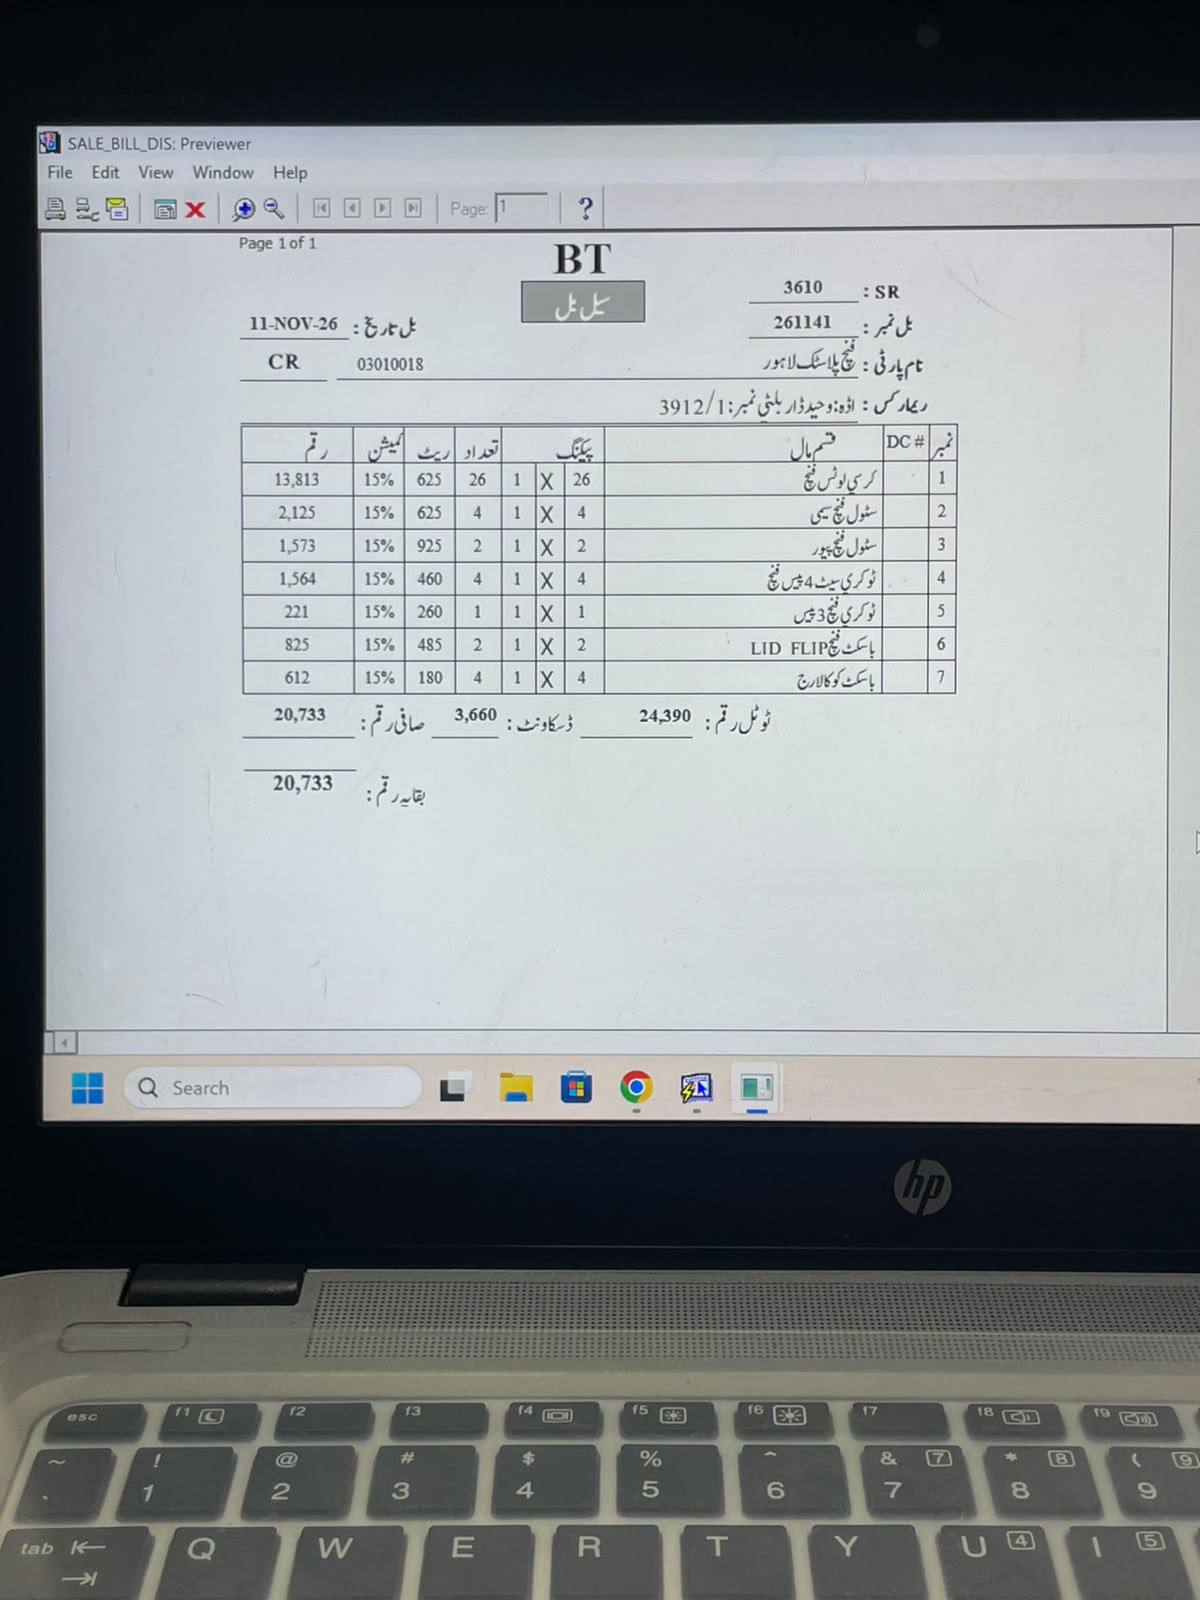 SALE_BILL_DIS: Previewer
File Edit View Window Help
Page: 1 ?
Page 1 of 1
BT
سیل بل
SR : 3610
بل نمبر : 261141
بل تاریخ : 11-NOV-26
نام پارٹی : فنچ پلاسٹک لاہور
03010018 CR
ریمارکس : اڈہ: وحیدڈار بلٹی نمبر: 3912/1
نمبر DC # قسم مال پیکنگ تعداد ریٹ کمیشن رقم
1 کرسی لوٹس فنچ 26 X 1 26 625 15% 13,813
2 سٹول فنچ سیمی 4 X 1 4 625 15% 2,125
3 سٹول فنچ پیور 2 X 1 2 925 15% 1,573
4 ٹوکری سیٹ 4 پیس فنچ 4 X 1 4 460 15% 1,564
5 ٹوکری فنچ 3 پیس 1 X 1 1 260 15% 221
6 باسکٹ فنچ LID FLIP 2 X 1 2 485 15% 825
7 باسکٹ کوکا لارج 4 X 1 4 180 15% 612
ٹوٹل رقم : 24,390 ڈسکاونٹ : 3,660 صافی رقم : 20,733
بقایہ رقم : 20,733
Search
hp
esc f1 f2 f3 f4 f5 f6 f7 f8 f9
~ ` ! 1 @ 2 # 3 $ 4 % 5 ^ 6 & 7 7 * 8 8 ( 9 9
tab Q W E R T Y U 4 I 5